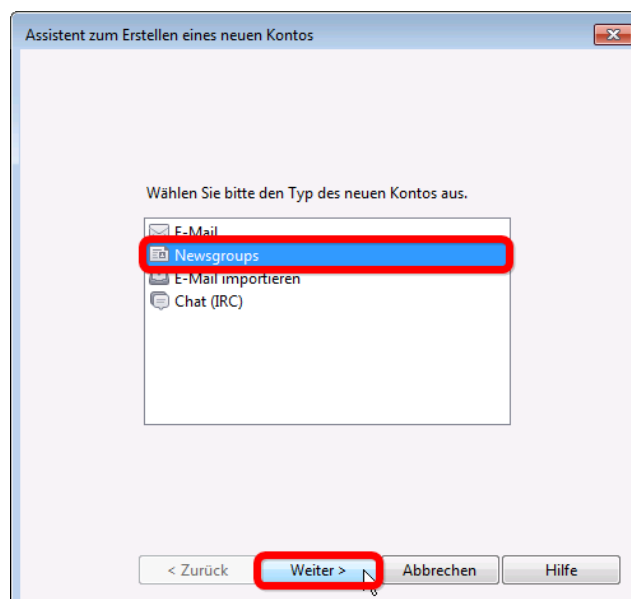 Assistent zum Erstellen eines neuen Kontos
Wählen Sie bitte den Typ des neuen Kontos aus.
E-Mail
Newsgroups
E-Mail importieren
Chat (IRC)
< Zurück Weiter > Abbrechen Hilfe